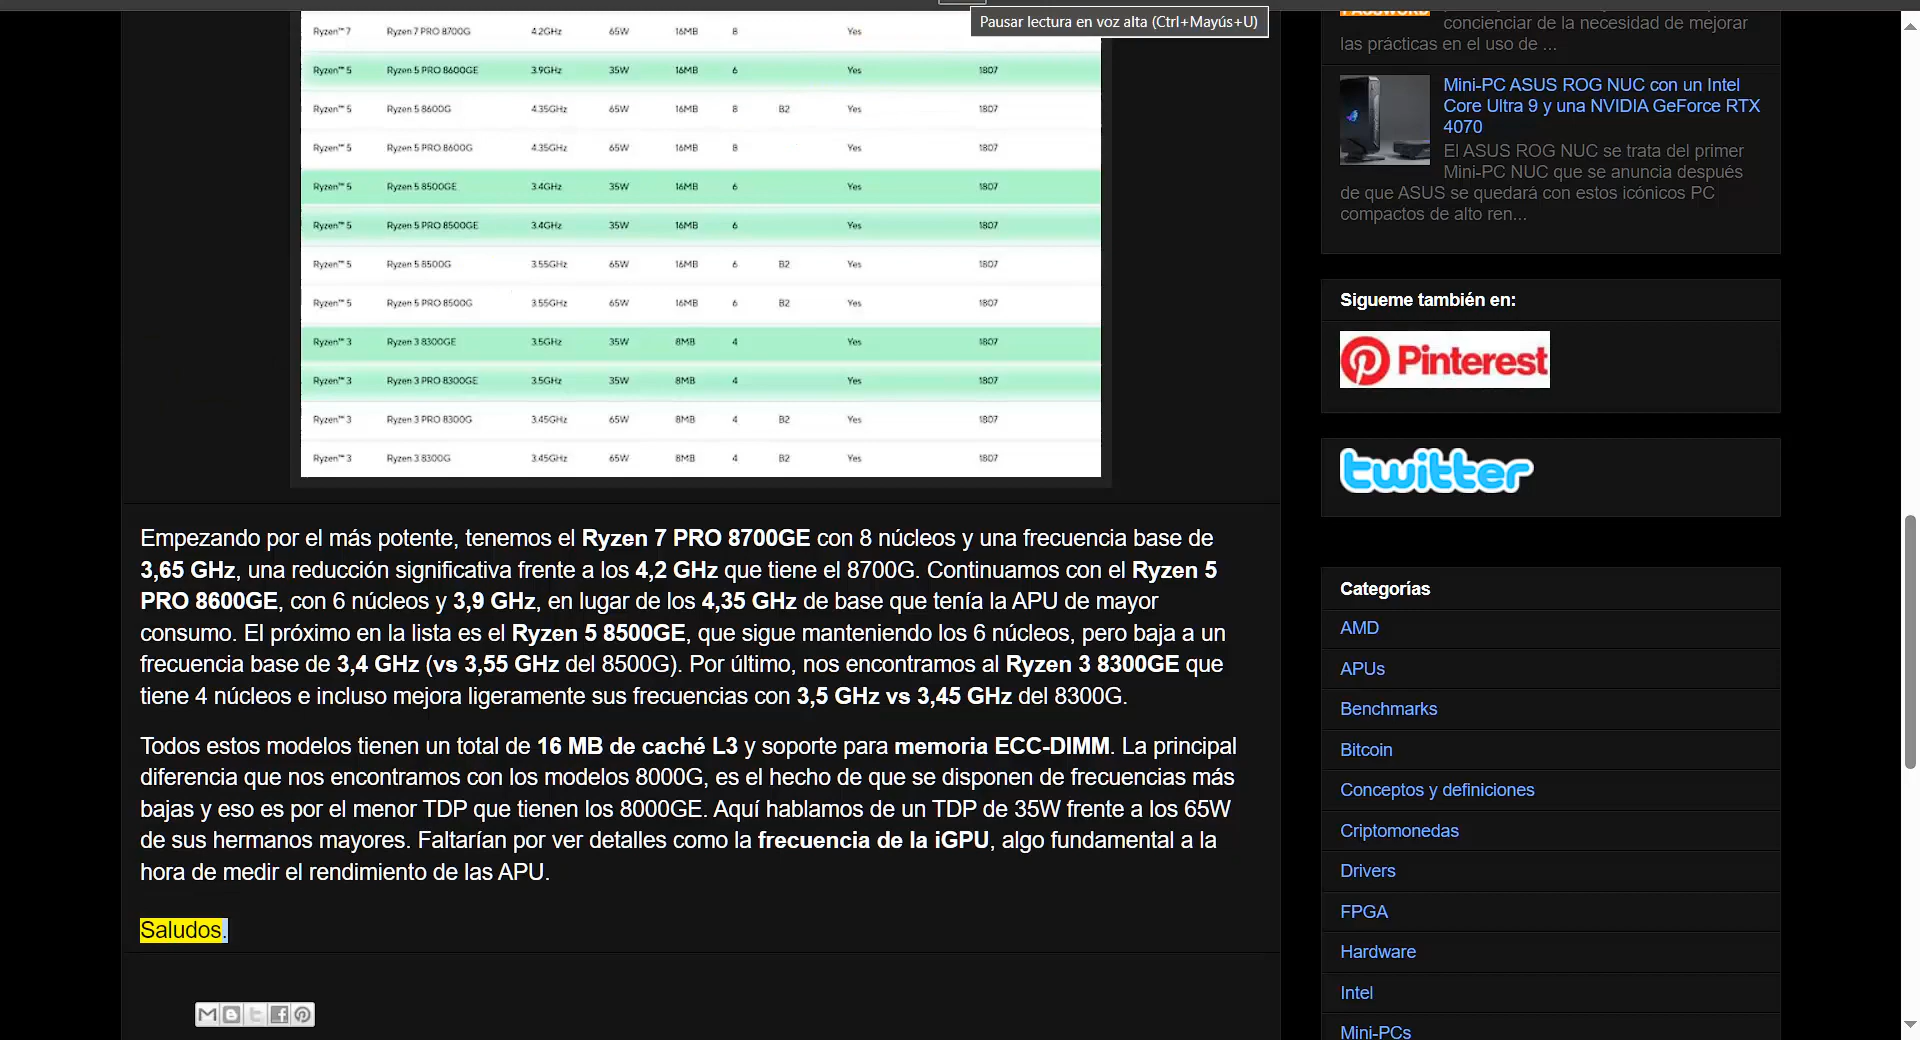 Pausar lectura en voz alta (Ctrl+Mayús+U)
Ryzen™ 7 Ryzen 7 PRO 8700G 4.2GHz 65W 16MB 8 Yes
Ryzen™ 5 Ryzen 5 PRO 8600GE 3.9GHz 35W 16MB 6 Yes 1807
Ryzen™ 5 Ryzen 5 8600G 4.35GHz 65W 16MB 8 B2 Yes 1807
Ryzen™ 5 Ryzen 5 PRO 8600G 4.35GHz 65W 16MB 8 Yes 1807
Ryzen™ 5 Ryzen 5 8500GE 3.4GHz 35W 16MB 6 Yes 1807
Ryzen™ 5 Ryzen 5 PRO 8500GE 3.4GHz 35W 16MB 6 Yes 1807
Ryzen™ 5 Ryzen 5 8500G 3.55GHz 65W 16MB 6 B2 Yes 1807
Ryzen™ 5 Ryzen 5 PRO 8500G 3.55GHz 65W 16MB 6 B2 Yes 1807
Ryzen™ 3 Ryzen 3 8300GE 3.5GHz 35W 8MB 4 Yes 1807
Ryzen™ 3 Ryzen 3 PRO 8300GE 3.5GHz 35W 8MB 4 Yes 1807
Ryzen™ 3 Ryzen 3 PRO 8300G 3.45GHz 65W 8MB 4 B2 Yes 1807
Ryzen™ 3 Ryzen 3 8300G 3.45GHz 65W 8MB 4 B2 Yes 1807
Empezando por el más potente, tenemos el Ryzen 7 PRO 8700GE con 8 núcleos y una frecuencia base de
3,65 GHz, una reducción significativa frente a los 4,2 GHz que tiene el 8700G. Continuamos con el Ryzen 5
PRO 8600GE, con 6 núcleos y 3,9 GHz, en lugar de los 4,35 GHz de base que tenía la APU de mayor
consumo. El próximo en la lista es el Ryzen 5 8500GE, que sigue manteniendo los 6 núcleos, pero baja a un
frecuencia base de 3,4 GHz (vs 3,55 GHz del 8500G). Por último, nos encontramos al Ryzen 3 8300GE que
tiene 4 núcleos e incluso mejora ligeramente sus frecuencias con 3,5 GHz vs 3,45 GHz del 8300G.
Todos estos modelos tienen un total de 16 MB de caché L3 y soporte para memoria ECC-DIMM. La principal
diferencia que nos encontramos con los modelos 8000G, es el hecho de que se disponen de frecuencias más
bajas y eso es por el menor TDP que tienen los 8000GE. Aquí hablamos de un TDP de 35W frente a los 65W
de sus hermanos mayores. Faltarían por ver detalles como la frecuencia de la iGPU, algo fundamental a la
hora de medir el rendimiento de las APU.
Saludos.
concienciar de la necesidad de mejorar
las prácticas en el uso de ...
Mini-PC ASUS ROG NUC con un Intel
Core Ultra 9 y una NVIDIA GeForce RTX
4070
El ASUS ROG NUC se trata del primer
Mini-PC NUC que se anuncia después
de que ASUS se quedará con estos icónicos PC
compactos de alto ren...
Sigueme también en:
Pinterest
twitter
Categorías
AMD
APUs
Benchmarks
Bitcoin
Conceptos y definiciones
Criptomonedas
Drivers
FPGA
Hardware
Intel
Mini-PCs